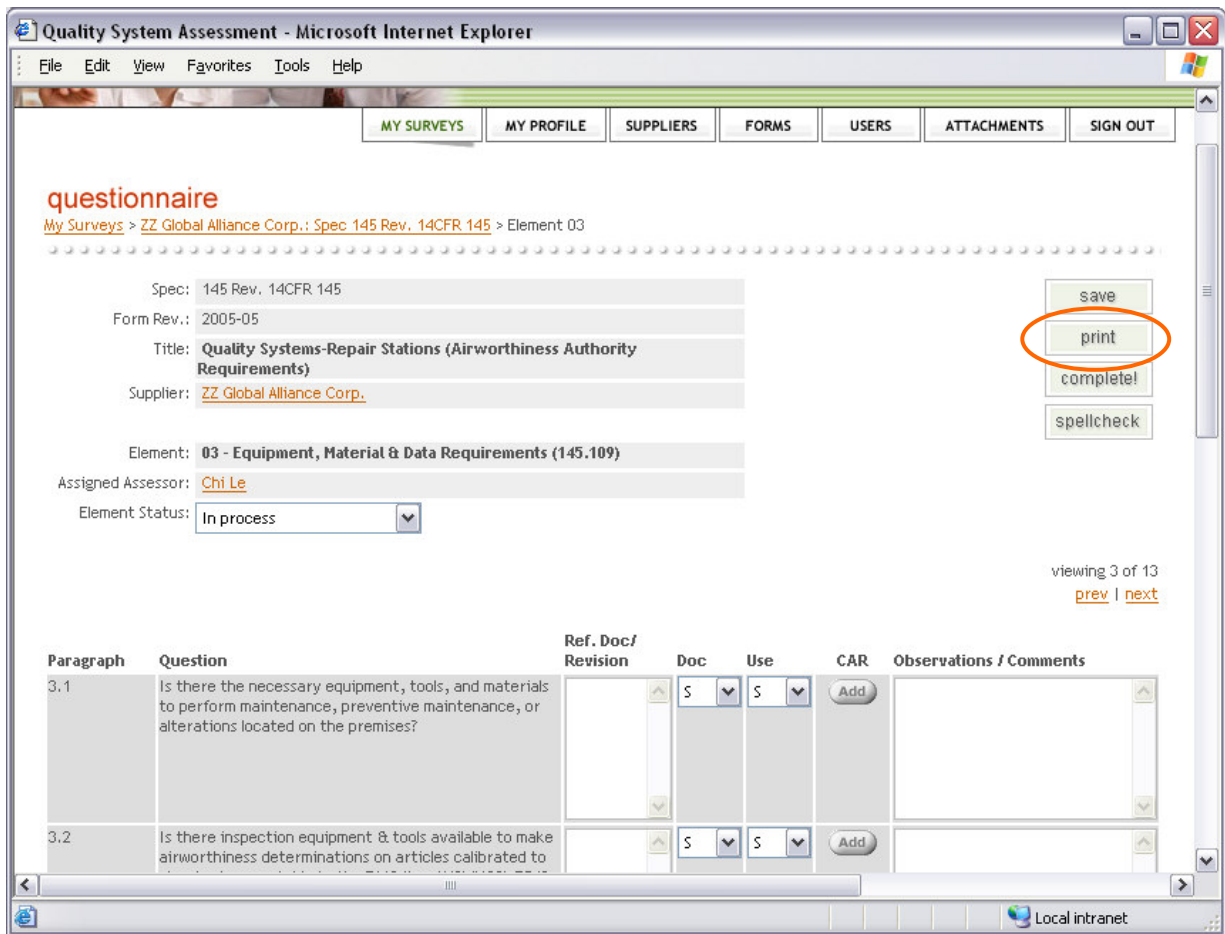 Quality System Assessment - Microsoft Internet Explorer
File Edit View Favorites Tools Help
MY SURVEYS MY PROFILE SUPPLIERS FORMS USERS ATTACHMENTS SIGN OUT
questionnaire
My Surveys > ZZ Global Alliance Corp.: Spec 145 Rev. 14CFR 145 > Element 03
Spec: 145 Rev. 14CFR 145
save
Form Rev.: 2005-05
print
Title: Quality Systems-Repair Stations (Airworthiness Authority
Requirements)
complete!
Supplier: ZZ Global Alliance Corp.
spellcheck
Element: 03 - Equipment, Material & Data Requirements (145.109)
Assigned Assessor: Chi Le
Element Status: In process
viewing 3 of 13
prev | next
Ref. Doc/
Paragraph Question Revision Doc Use CAR Observations / Comments
3.1 Is there the necessary equipment, tools, and materials S S Add
to perform maintenance, preventive maintenance, or
alterations located on the premises?
3.2 Is there inspection equipment & tools available to make S S Add
airworthiness determinations on articles calibrated to
Local intranet